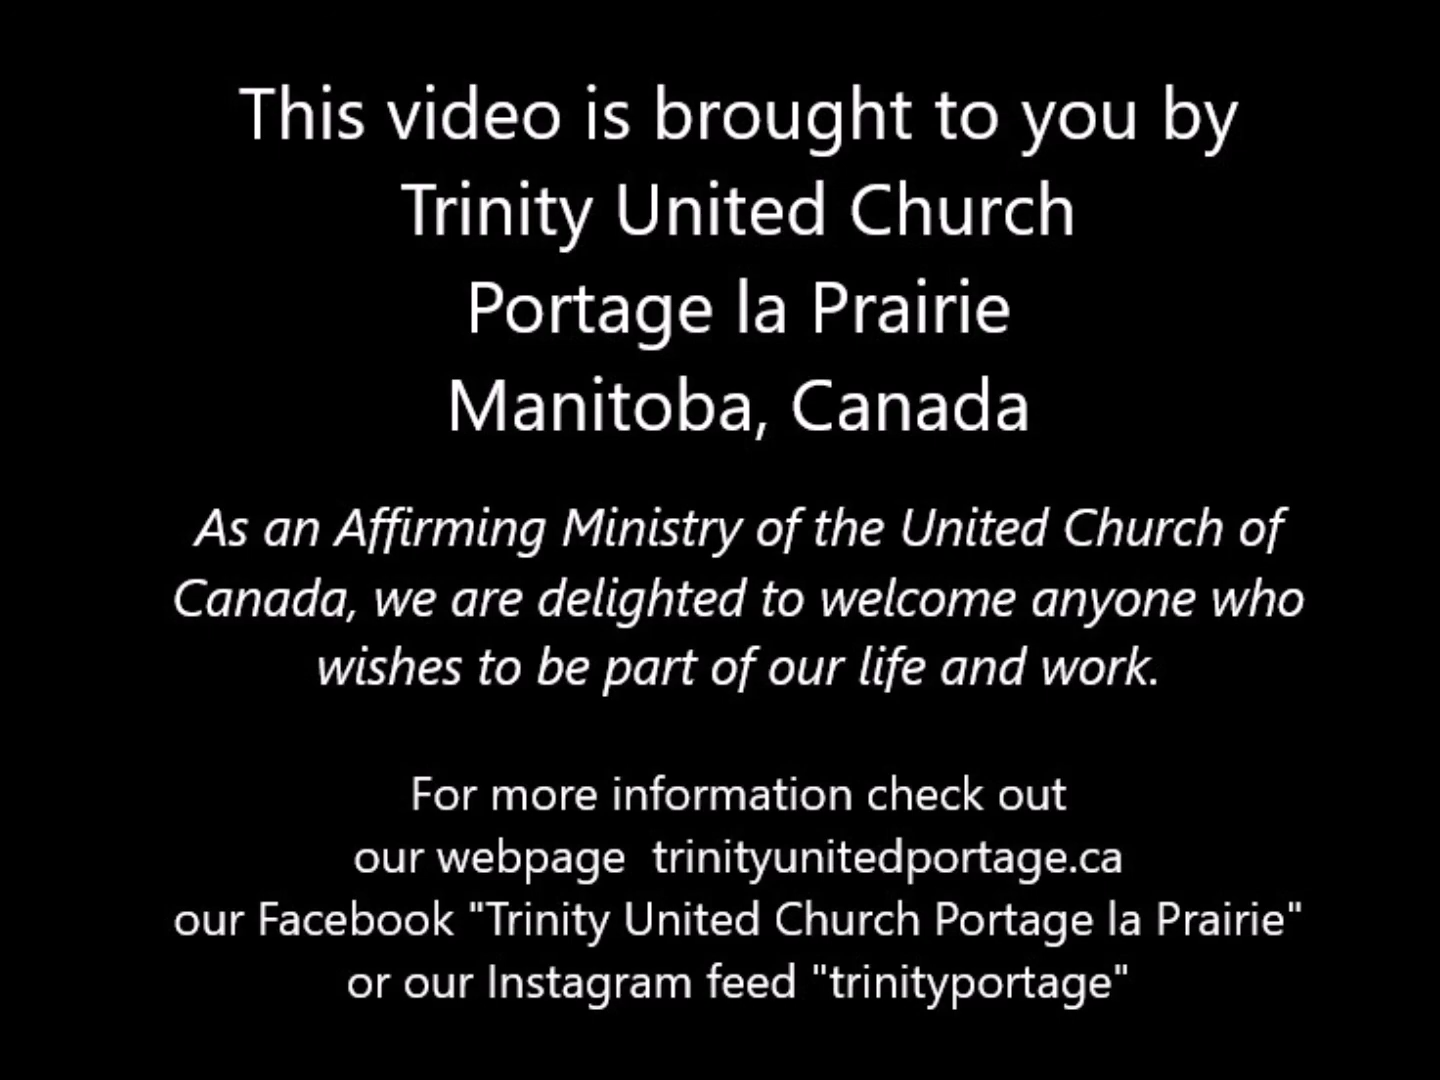 This video is brought to you by
Trinity United Church
Portage la Prairie
Manitoba, Canada
As an Affirming Ministry of the United Church of
Canada, we are delighted to welcome anyone who
wishes to be part of our life and work.
For more information check out
our webpage  trinityunitedportage.ca
our Facebook "Trinity United Church Portage la Prairie"
or our Instagram feed "trinityportage"